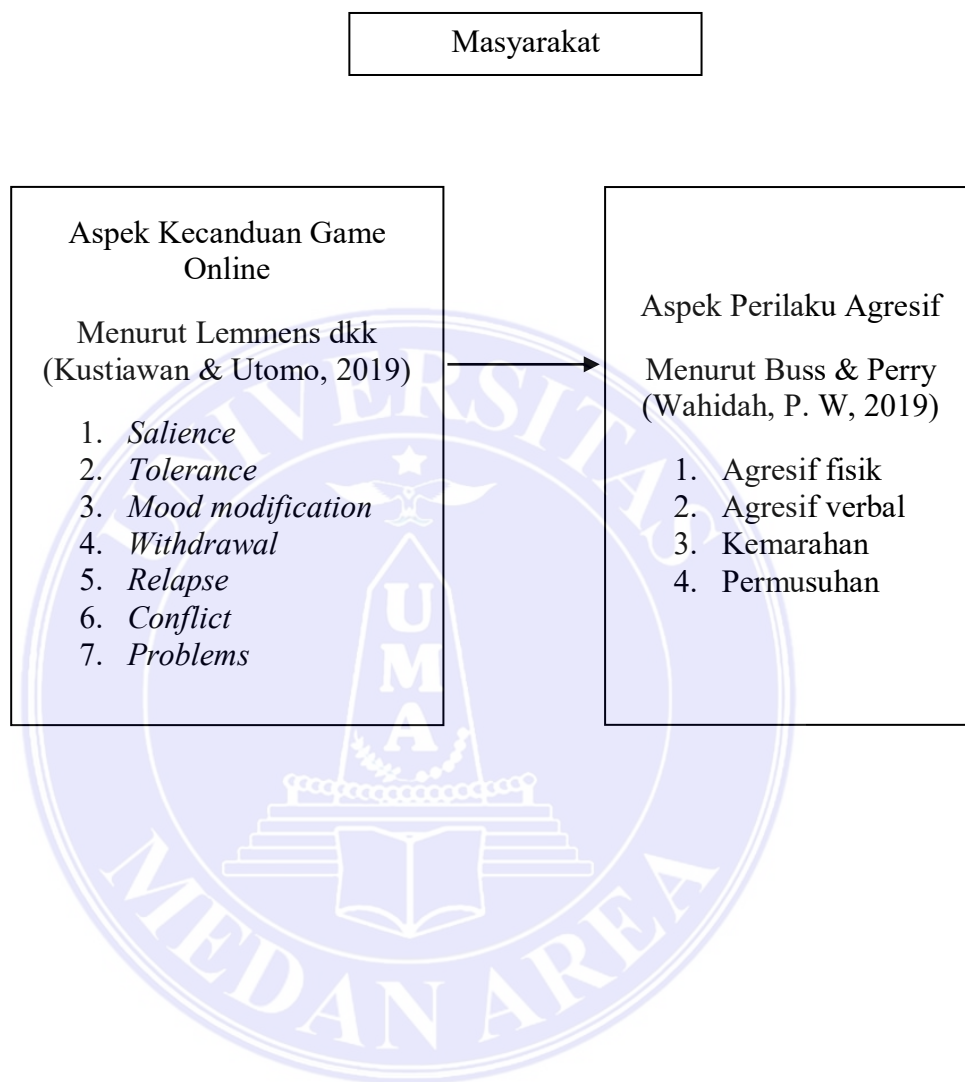 Masyarakat
Aspek Kecanduan Game
Online
Menurut Lemmens dkk
(Kustiawan & Utomo, 2019)
1. Salience
2. Tolerance
3. Mood modification
4. Withdrawal
5. Relapse
6. Conflict
7. Problems
Aspek Perilaku Agresif
Menurut Buss & Perry
(Wahidah, P. W, 2019)
1. Agresif fisik
2. Agresif verbal
3. Kemarahan
4. Permusuhan
UNIVERSITAS
UMA
MEDAN AREA